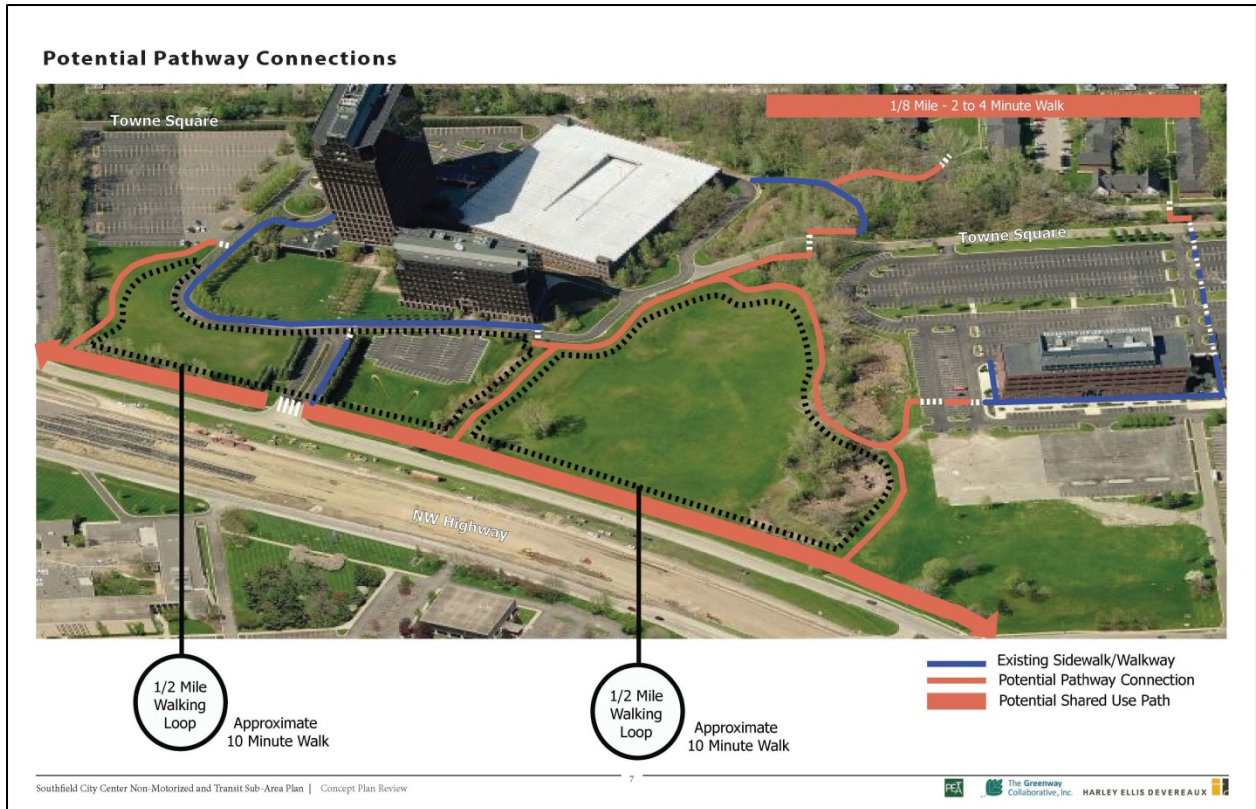 Potential Pathway Connections
1/8 Mile - 2 to 4 Minute Walk
Towne Square
Towne Square
NW Highway
1/2 Mile
Walking
Loop
Approximate
10 Minute Walk
1/2 Mile
Walking
Loop
Approximate
10 Minute Walk
Existing Sidewalk/Walkway
Potential Pathway Connection
Potential Shared Use Path
7
Southfield City Center Non-Motorized and Transit Sub-Area Plan | Concept Plan Review
PEA
The Greenway
Collaborative, Inc.
HARLEY ELLIS DEVEREAUX